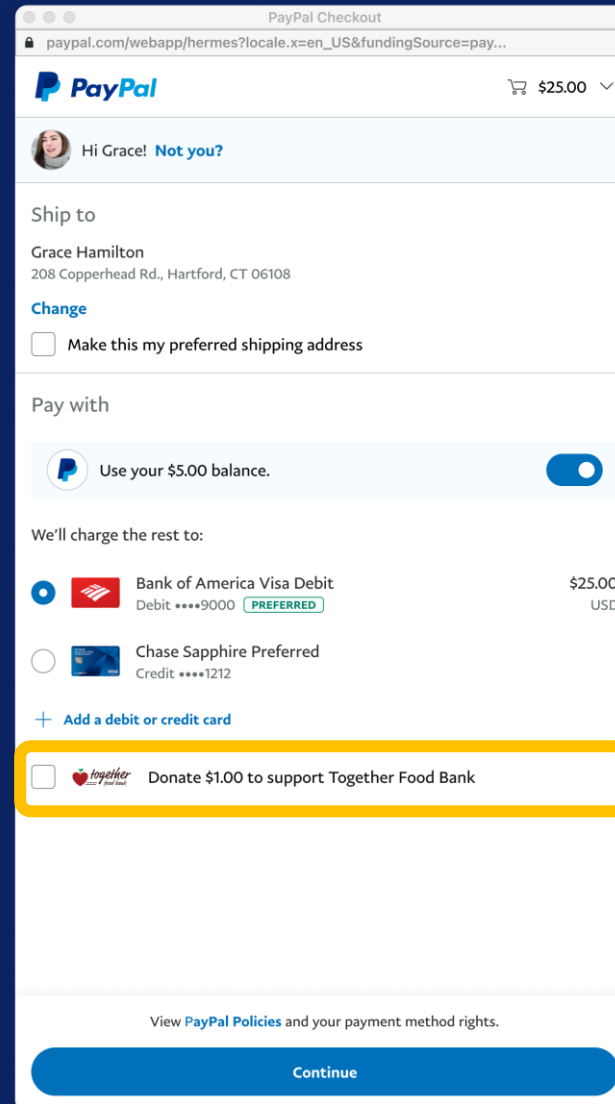 PayPal Checkout
paypal.com/webapp/hermes?locale.x=en_US&fundingSource=pay...
PayPal
$25.00
Hi Grace! Not you?
Ship to
Grace Hamilton
208 Copperhead Rd., Hartford, CT 06108
Change
Make this my preferred shipping address
Pay with
Use your $5.00 balance.
We'll charge the rest to:
Bank of America Visa Debit
$25.00
Debit ••••9000 PREFERRED
USD
Chase Sapphire Preferred
Credit ••••1212
+ Add a debit or credit card
together
food bank
Donate $1.00 to support Together Food Bank
View PayPal Policies and your payment method rights.
Continue